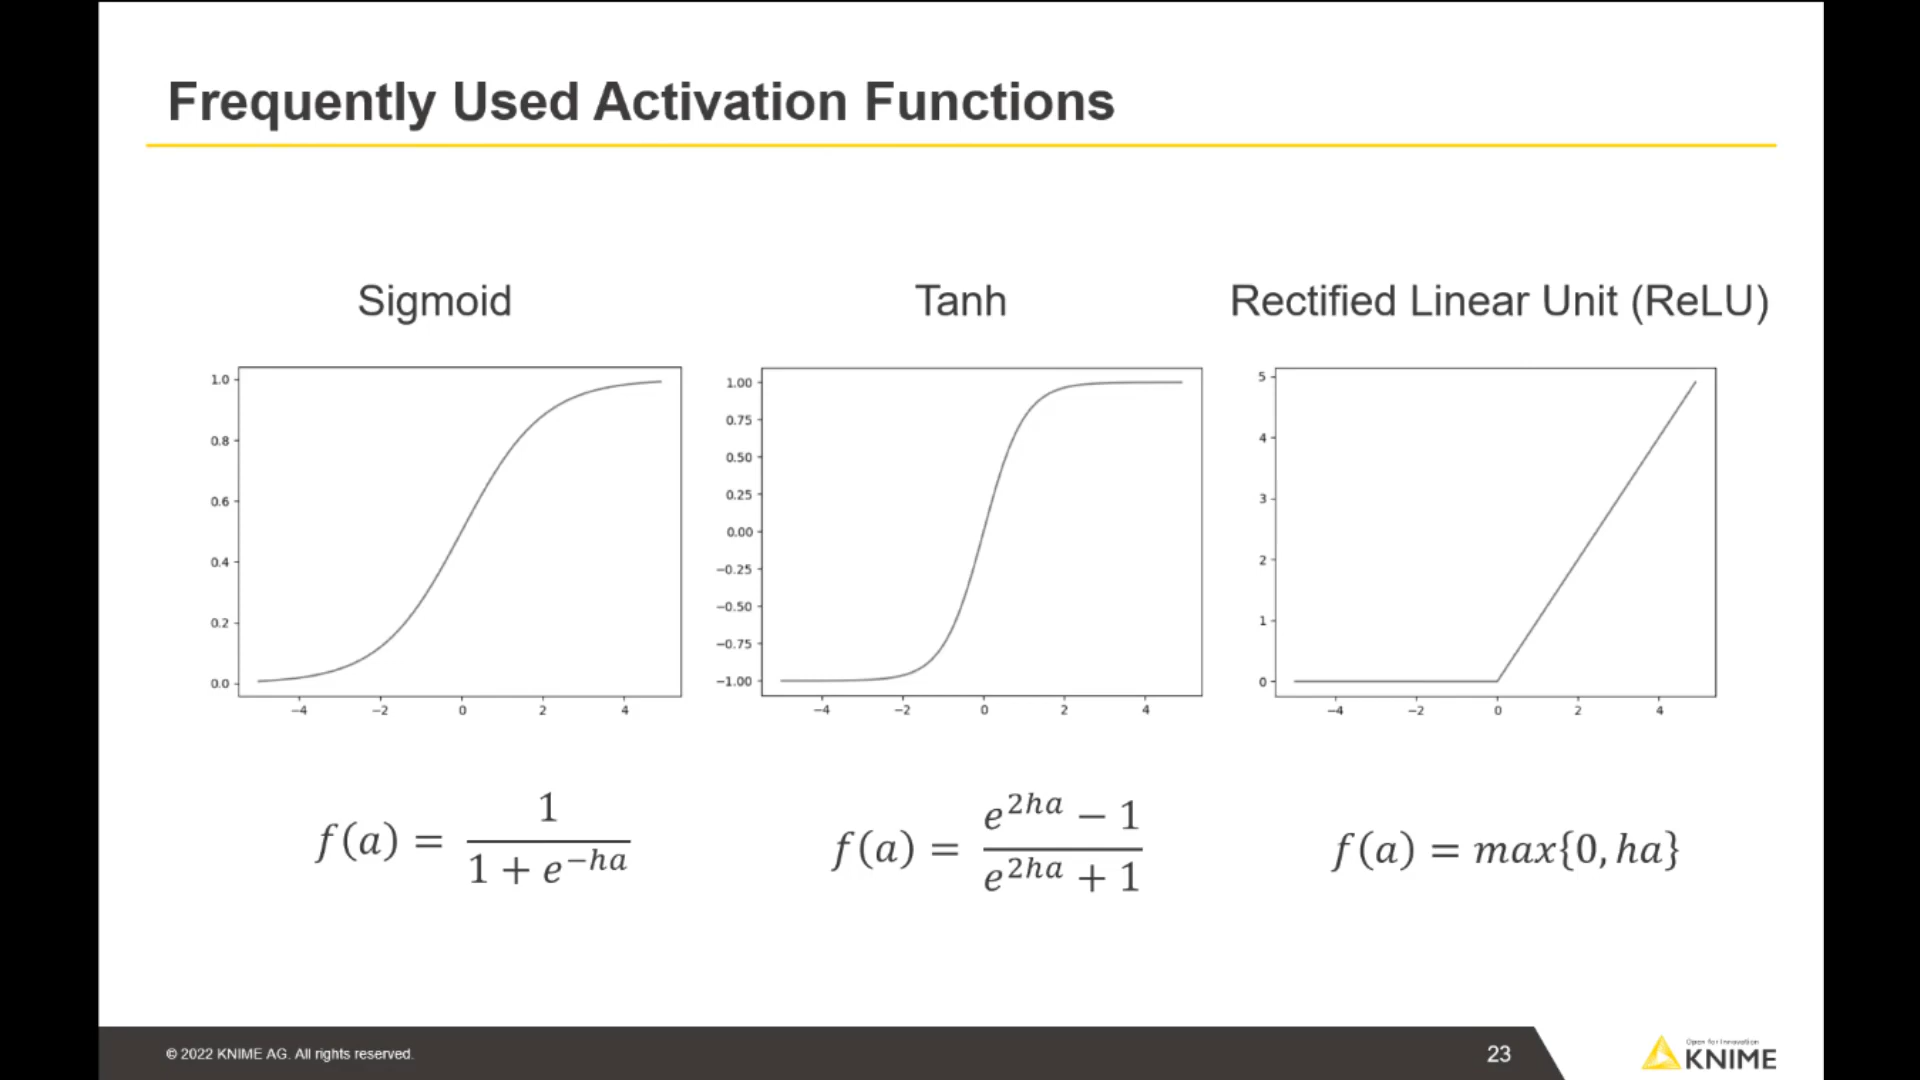 Frequently Used Activation Functions
Sigmoid
1.0
0.8
0.6
0.4
0.2
0.0
−4 −2 0 2 4
f(a) = 1 / (1 + e^{−ha})
Tanh
1.00
0.75
0.50
0.25
0.00
−0.25
−0.50
−0.75
−1.00
−4 −2 0 2 4
f(a) = (e^{2ha} − 1) / (e^{2ha} + 1)
Rectified Linear Unit (ReLU)
5
4
3
2
1
0
−4 −2 0 2 4
f(a) = max{0, ha}
© 2022 KNIME AG. All rights reserved.
23
Open for Innovation
KNIME